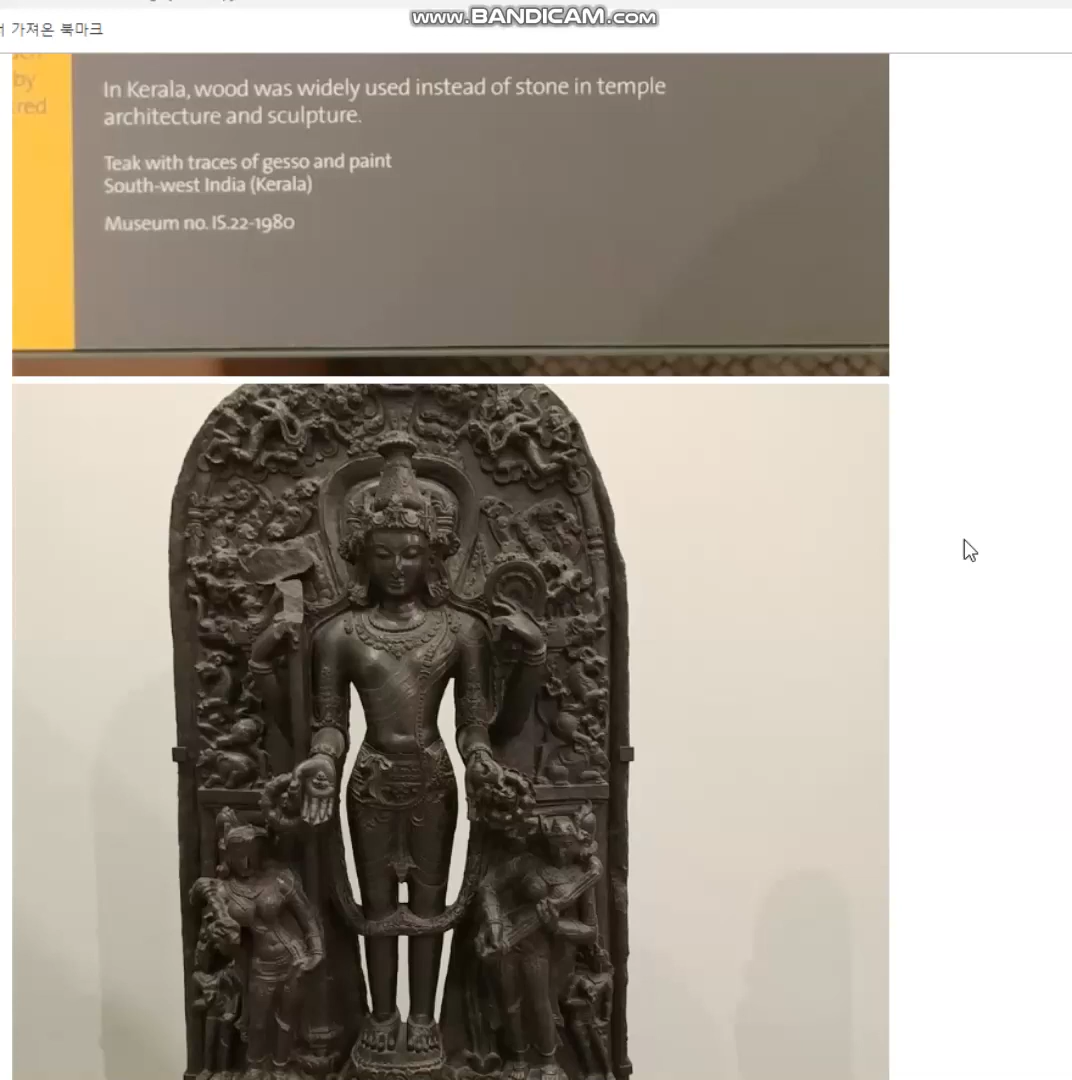 www.BANDICAM.com
가져온 북마크
by
red
In Kerala, wood was widely used instead of stone in temple
architecture and sculpture.
Teak with traces of gesso and paint
South-west India (Kerala)
Museum no. IS.22-1980